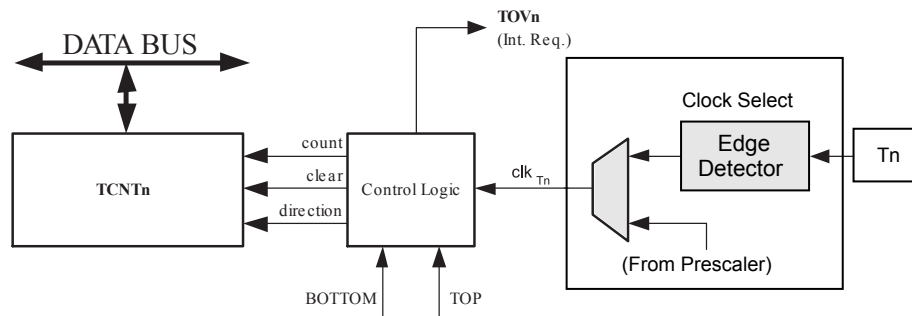 TOVn
(Int. Req.)
DATA BUS
Clock Select
count
Edge
Detector
Tn
TCNTn
clear
Control Logic
clk Tn
direction
(From Prescaler)
BOTTOM
TOP